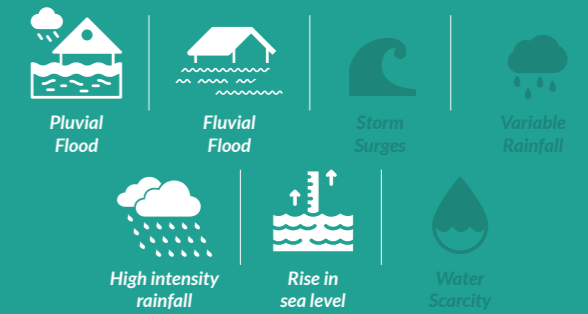 Pluvial
Flood
Fluvial
Flood
Storm
Surges
Variable
Rainfall
High intensity
rainfall
Rise in
sea level
Water
Scarcity